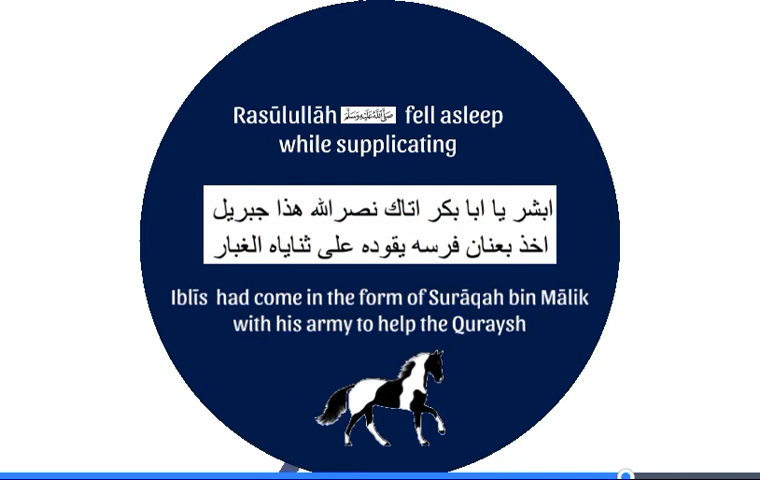 Rasūlullāh ﷺ fell asleep
while supplicating
ابشر يا ابا بكر اتاك نصرالله هذا جبريل
اخذ بعنان فرسه يقوده على ثناياه الغبار
Iblīs had come in the form of Surāqah bin Mālik
with his army to help the Quraysh